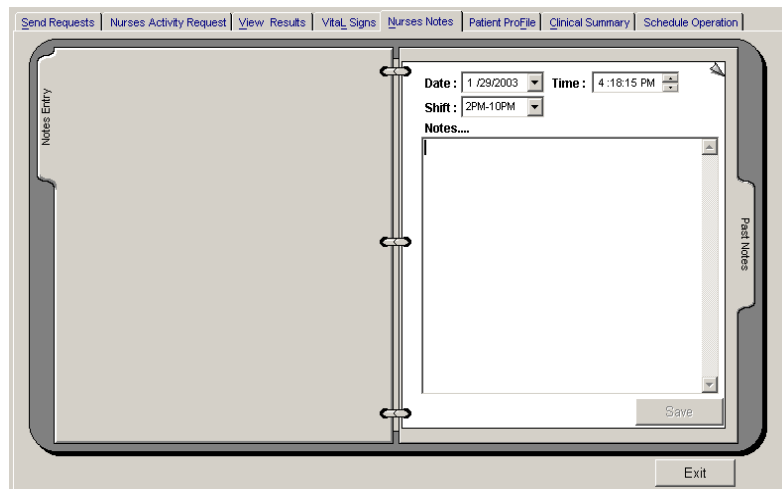 Send Requests Nurses Activity Request View Results VitaL Signs Nurses Notes Patient ProFile Clinical Summary Schedule Operation
Notes Entry
Date : 1 /29/2003 Time : 4 :18:15 PM
Shift : 2PM-10PM
Notes....
Past Notes
Save
Exit